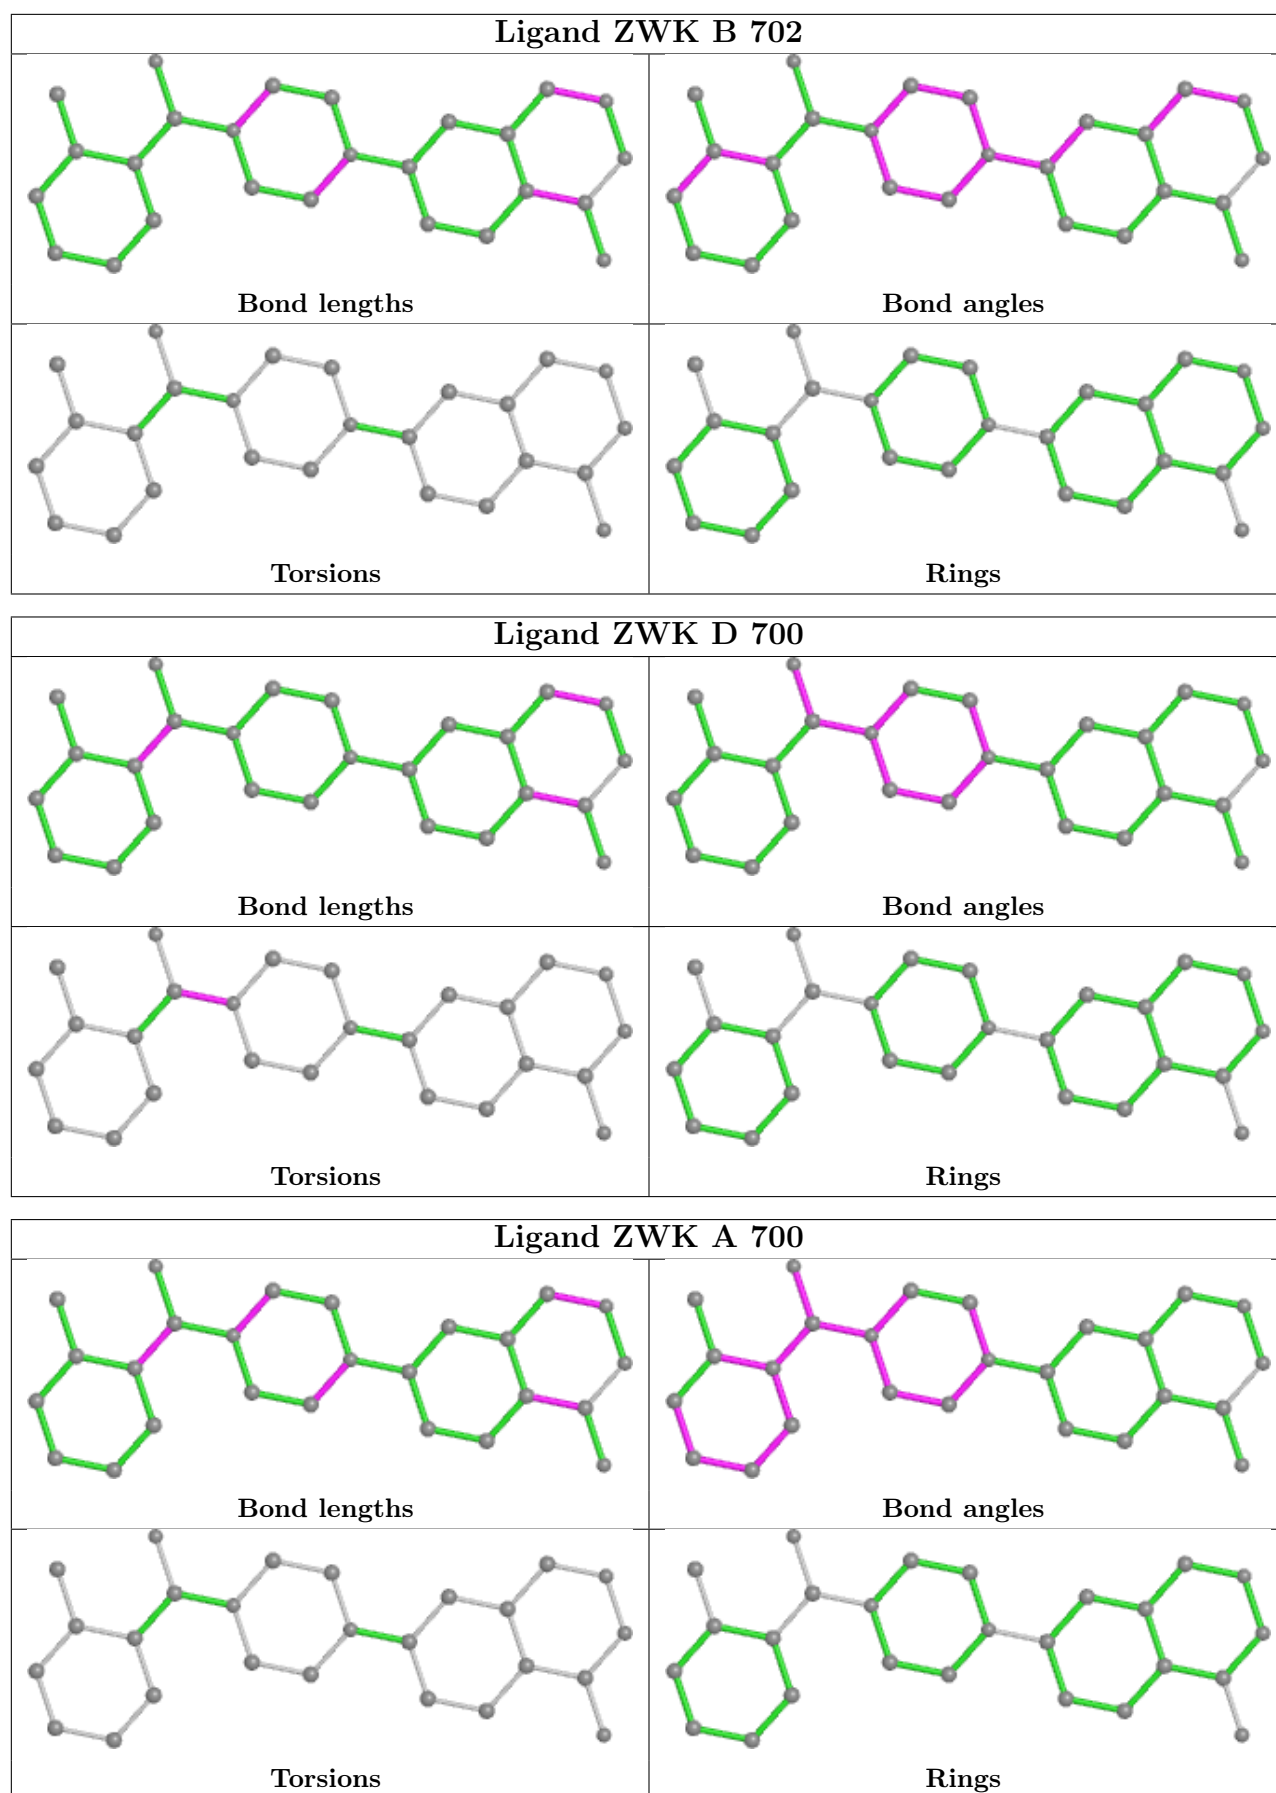 Ligand ZWK B 702
Bond lengths
Bond angles
Torsions
Rings
Ligand ZWK D 700
Bond lengths
Bond angles
Torsions
Rings
Ligand ZWK A 700
Bond lengths
Bond angles
Torsions
Rings